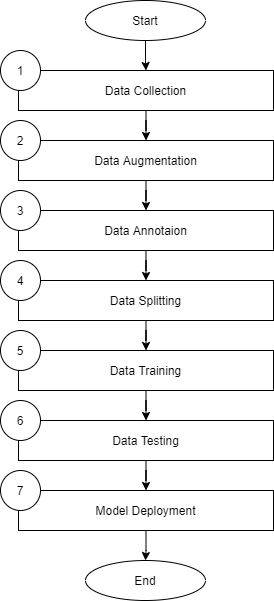 Start
1
Data Collection
2
Data Augmentation
3
Data Annotaion
4
Data Splitting
5
Data Training
6
Data Testing
7
Model Deployment
End